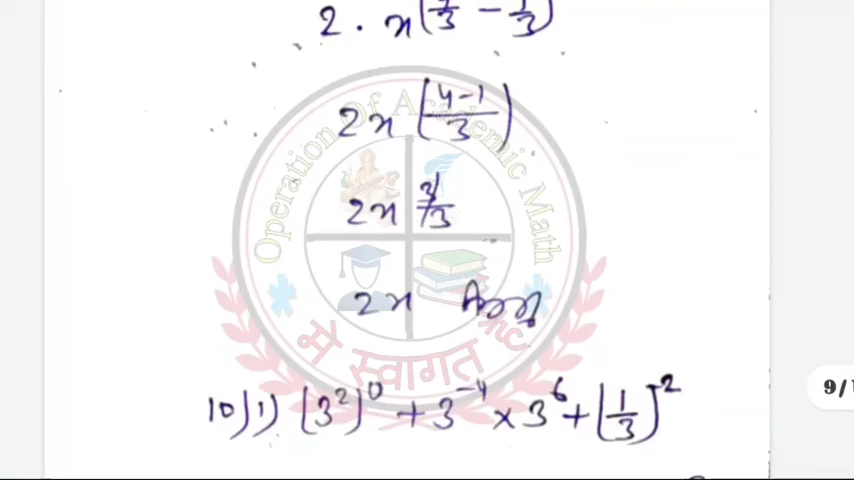 2 . x(4/3 - 1/3)
2x (4-1/3)
2x 3/3
2x Ans
10) 1) (3²)⁰ + 3⁻⁴ × 3⁶ + (1/3)⁻²
Operation Of Academic Math
में स्वागत
9/1